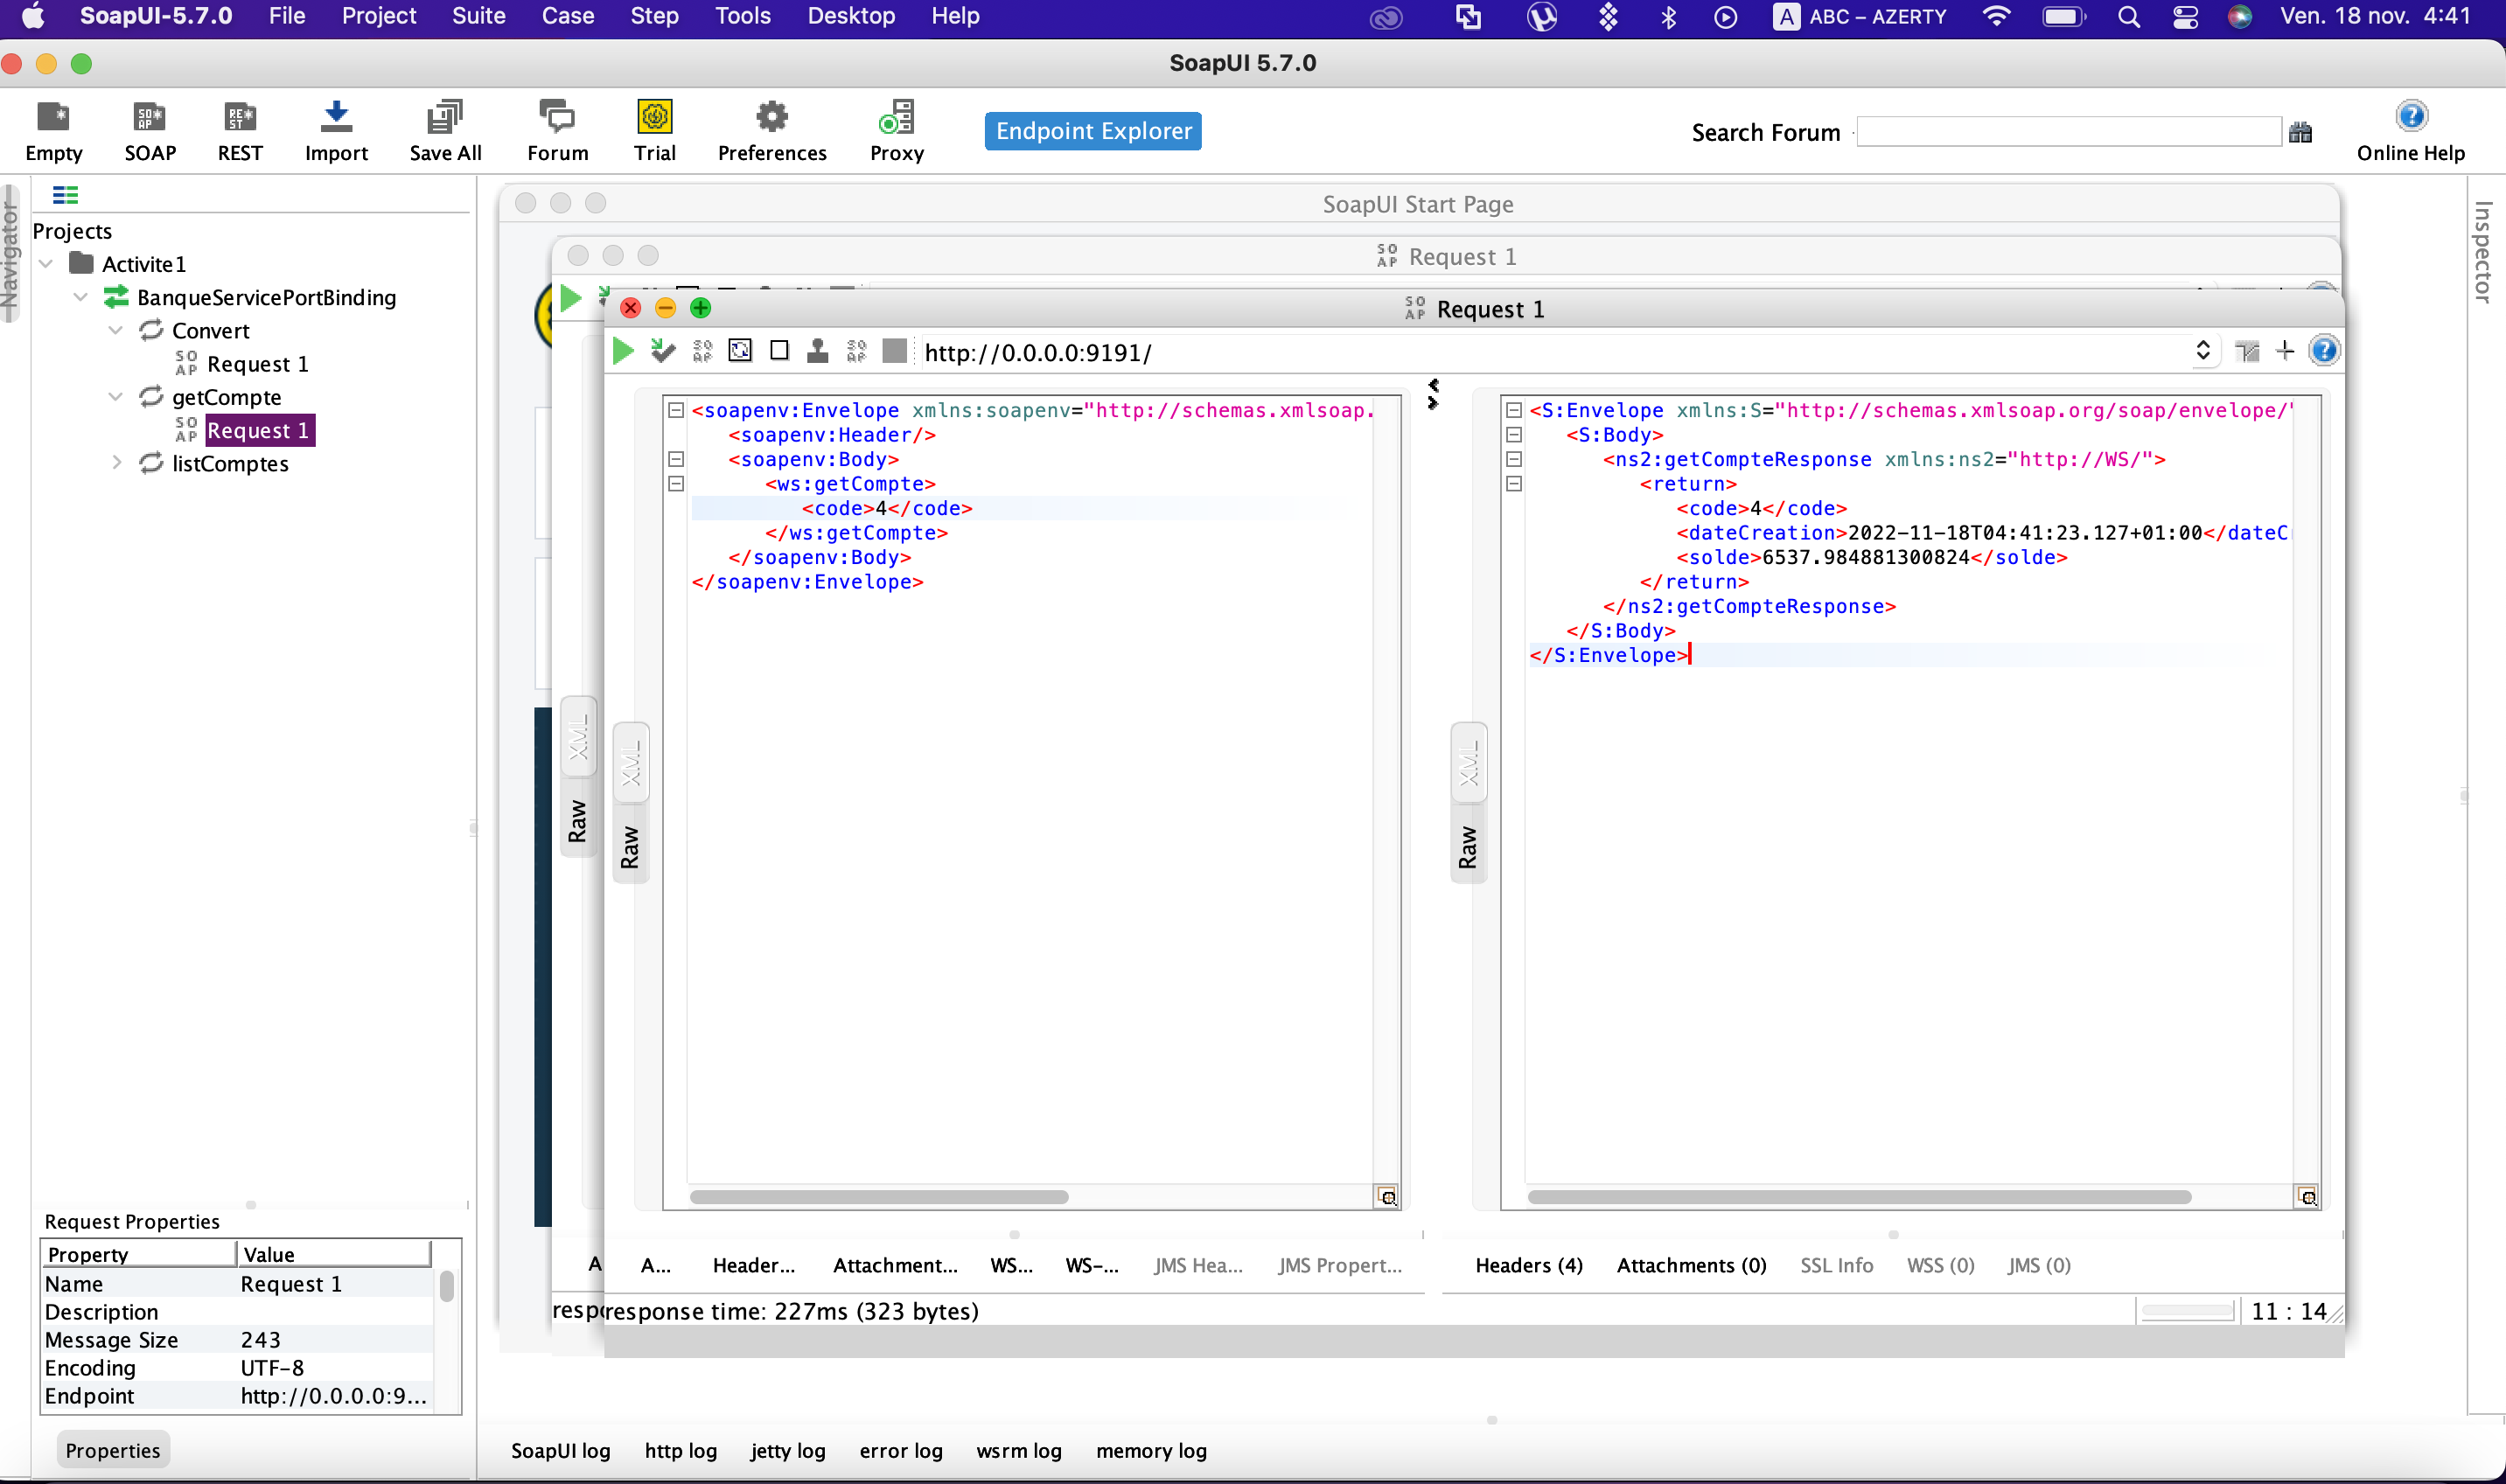 SoapUI-5.7.0 File Project Suite Case Step Tools Desktop Help A ABC – AZERTY Ven. 18 nov. 4:41
SoapUI 5.7.0
Empty SOAP REST Import Save All Forum Trial Preferences Proxy Endpoint Explorer Search Forum Online Help
Navigator
Inspector
Projects
Activite1
BanqueServicePortBinding
Convert
SOAP Request 1
getCompte
SOAP Request 1
listComptes
SoapUI Start Page
SOAP Request 1
SOAP Request 1
http://0.0.0.0:9191/
<soapenv:Envelope xmlns:soapenv="http://schemas.xmlsoap.
<soapenv:Header/>
<soapenv:Body>
<ws:getCompte>
<code>4</code>
</ws:getCompte>
</soapenv:Body>
</soapenv:Envelope>
<S:Envelope xmlns:S="http://schemas.xmlsoap.org/soap/envelope/"
<S:Body>
<ns2:getCompteResponse xmlns:ns2="http://WS/">
<return>
<code>4</code>
<dateCreation>2022-11-18T04:41:23.127+01:00</dateC
<solde>6537.984881300824</solde>
</return>
</ns2:getCompteResponse>
</S:Body>
</S:Envelope>
XML
Raw
XML
Raw
XML
Raw
A A... Header... Attachment... WS... WS-... JMS Hea... JMS Propert...
Headers (4) Attachments (0) SSL Info WSS (0) JMS (0)
resp
response time: 227ms (323 bytes)
11 : 14
Request Properties
Property Value
Name Request 1
Description
Message Size 243
Encoding UTF-8
Endpoint http://0.0.0.0:9...
Properties
SoapUI log http log jetty log error log wsrm log memory log